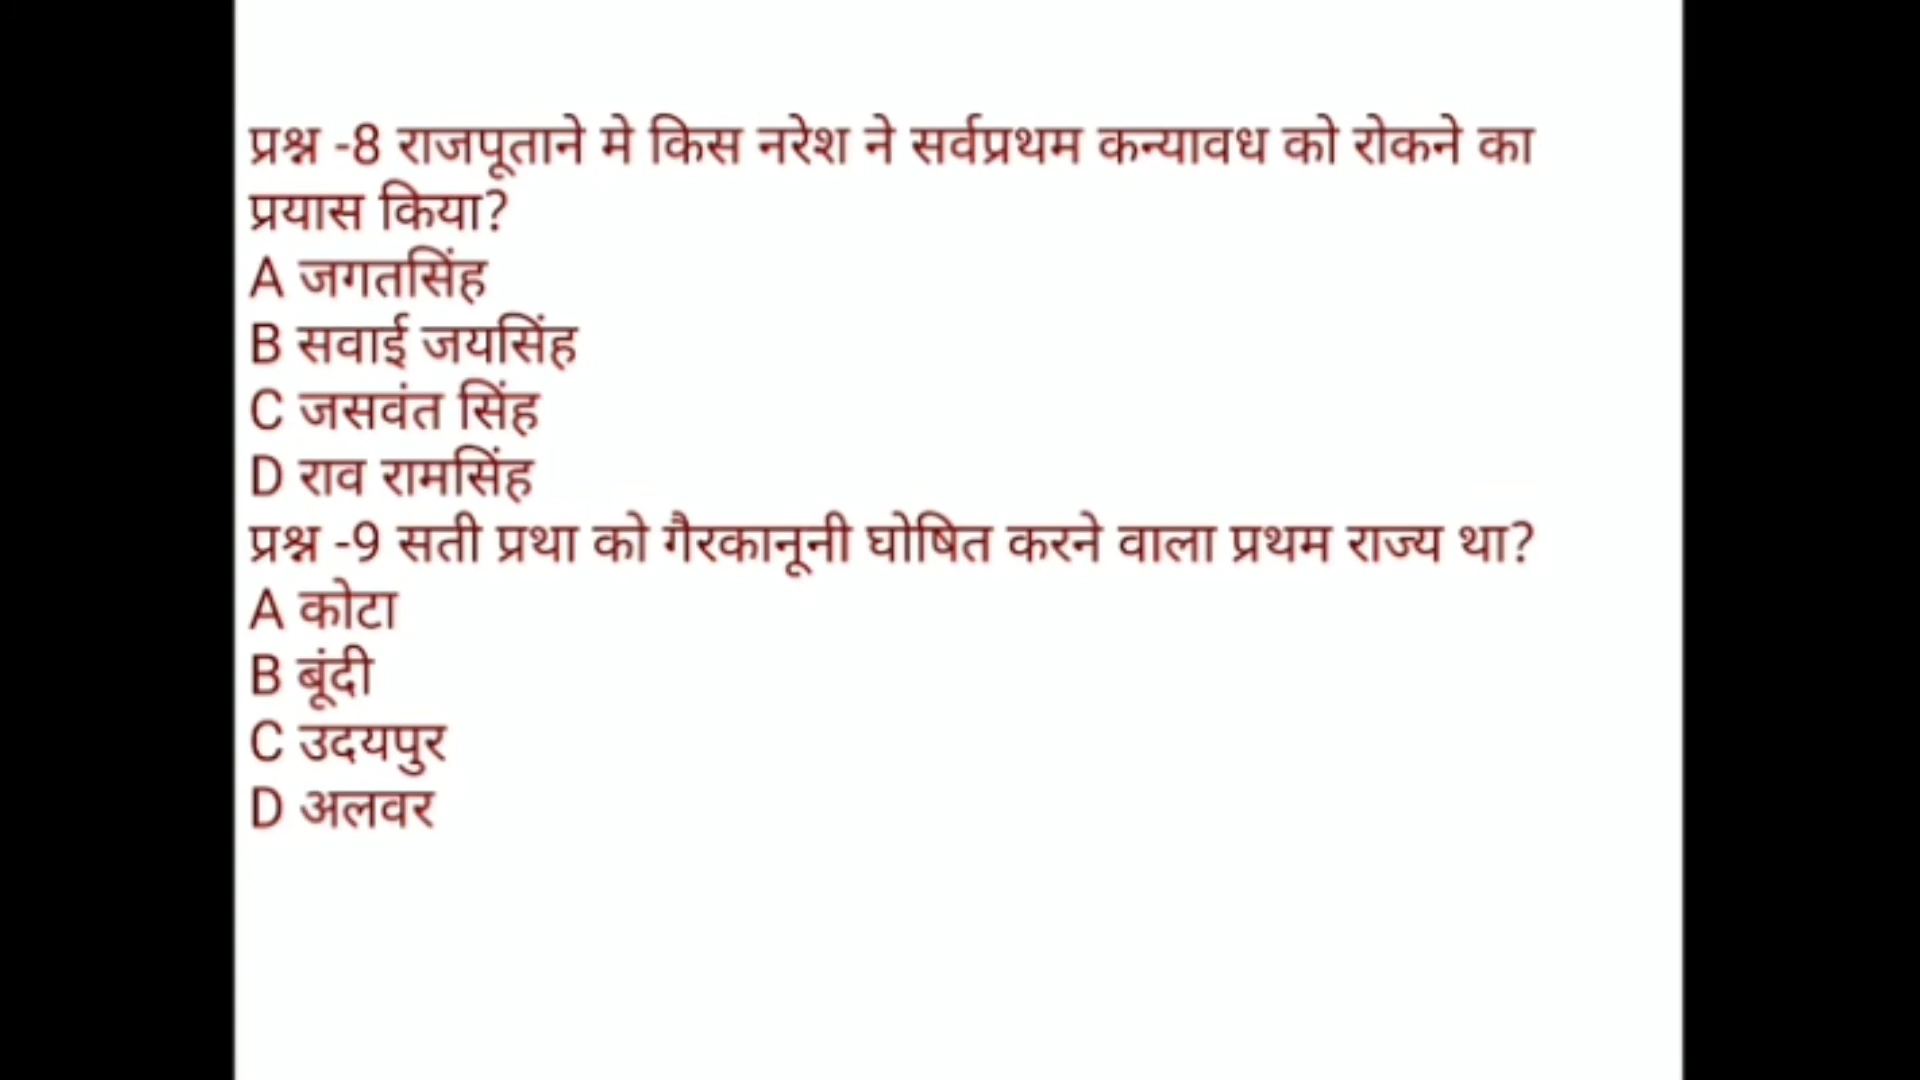 प्रश्न -8 राजपूताने मे किस नरेश ने सर्वप्रथम कन्यावध को रोकने का
प्रयास किया?
A जगतसिंह
B सवाई जयसिंह
C जसवंत सिंह
D राव रामसिंह
प्रश्न -9 सती प्रथा को गैरकानूनी घोषित करने वाला प्रथम राज्य था?
A कोटा
B बूंदी
C उदयपुर
D अलवर